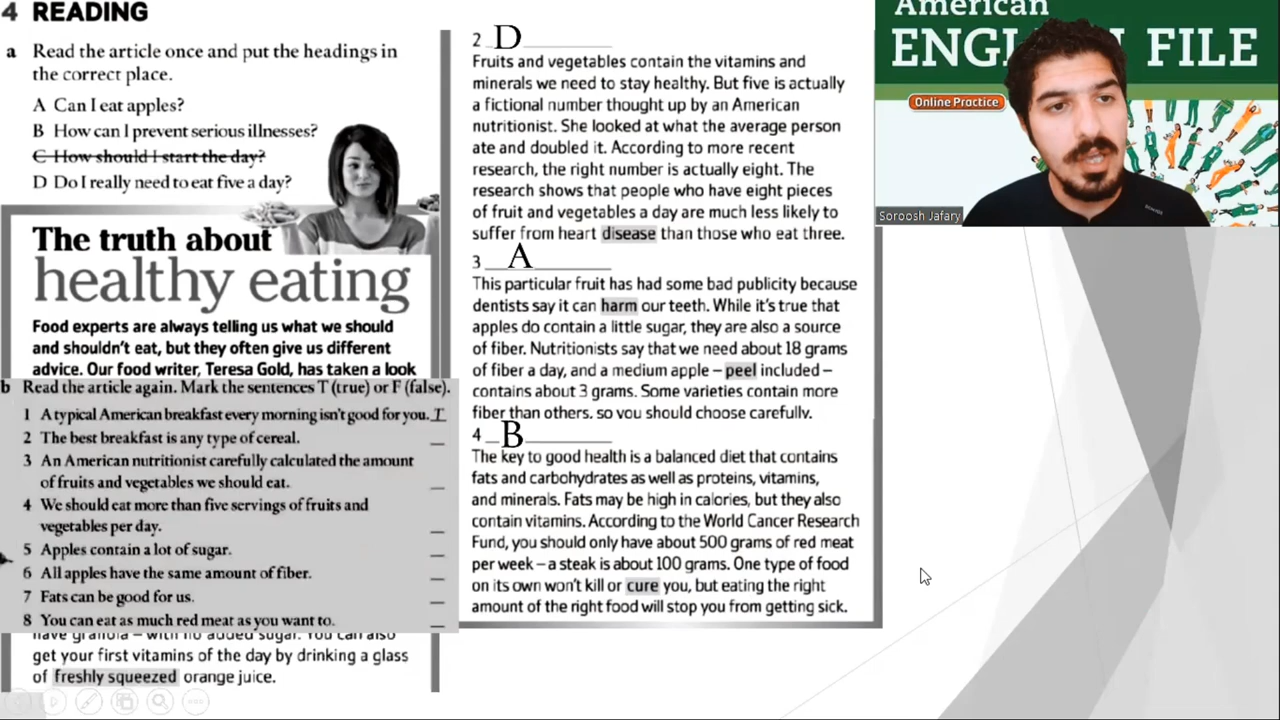 4 READING
a Read the article once and put the headings in
the correct place.
A Can I eat apples?
B How can I prevent serious illnesses?
C How should I start the day?
D Do I really need to eat five a day?
The truth about
healthy eating
Food experts are always telling us what we should
and shouldn't eat, but they often give us different
advice. Our food writer, Teresa Gold, has taken a look
b Read the article again. Mark the sentences T (true) or F (false).
1 A typical American breakfast every morning isn't good for you. T
2 The best breakfast is any type of cereal. _
3 An American nutritionist carefully calculated the amount
of fruits and vegetables we should eat. _
4 We should eat more than five servings of fruits and
vegetables per day. _
5 Apples contain a lot of sugar. _
6 All apples have the same amount of fiber. _
7 Fats can be good for us. _
8 You can eat as much red meat as you want to. _
have granola – with no added sugar. You can also
get your first vitamins of the day by drinking a glass
of freshly squeezed orange juice.
2 D
Fruits and vegetables contain the vitamins and
minerals we need to stay healthy. But five is actually
a fictional number thought up by an American
nutritionist. She looked at what the average person
ate and doubled it. According to more recent
research, the right number is actually eight. The
research shows that people who have eight pieces
of fruit and vegetables a day are much less likely to
suffer from heart disease than those who eat three.
3 A
This particular fruit has had some bad publicity because
dentists say it can harm our teeth. While it's true that
apples do contain a little sugar, they are also a source
of fiber. Nutritionists say that we need about 18 grams
of fiber a day, and a medium apple – peel included –
contains about 3 grams. Some varieties contain more
fiber than others, so you should choose carefully.
4 B
The key to good health is a balanced diet that contains
fats and carbohydrates as well as proteins, vitamins,
and minerals. Fats may be high in calories, but they also
contain vitamins. According to the World Cancer Research
Fund, you should only have about 500 grams of red meat
per week – a steak is about 100 grams. One type of food
on its own won't kill or cure you, but eating the right
amount of the right food will stop you from getting sick.
American
ENGL FILE
Online Practice
Soroosh Jafary